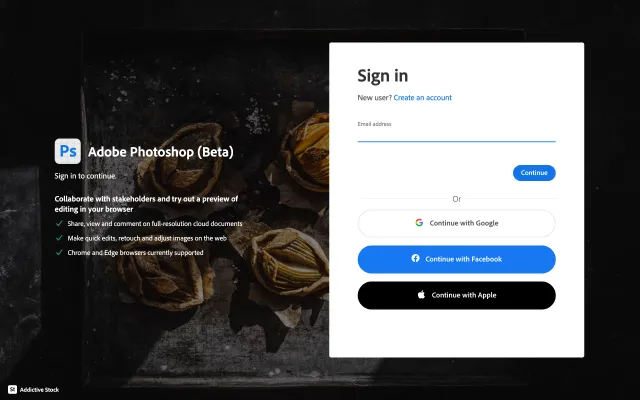 Ps Adobe Photoshop (Beta)
Sign in to continue.
Collaborate with stakeholders and try out a preview of
editing in your browser
Share, view and comment on full-resolution cloud documents
Make quick edits, retouch and adjust images on the web
Chrome and Edge browsers currently supported
St Addictive Stock
Sign in
New user? Create an account
Email address
Continue
Or
Continue with Google
Continue with Facebook
Continue with Apple